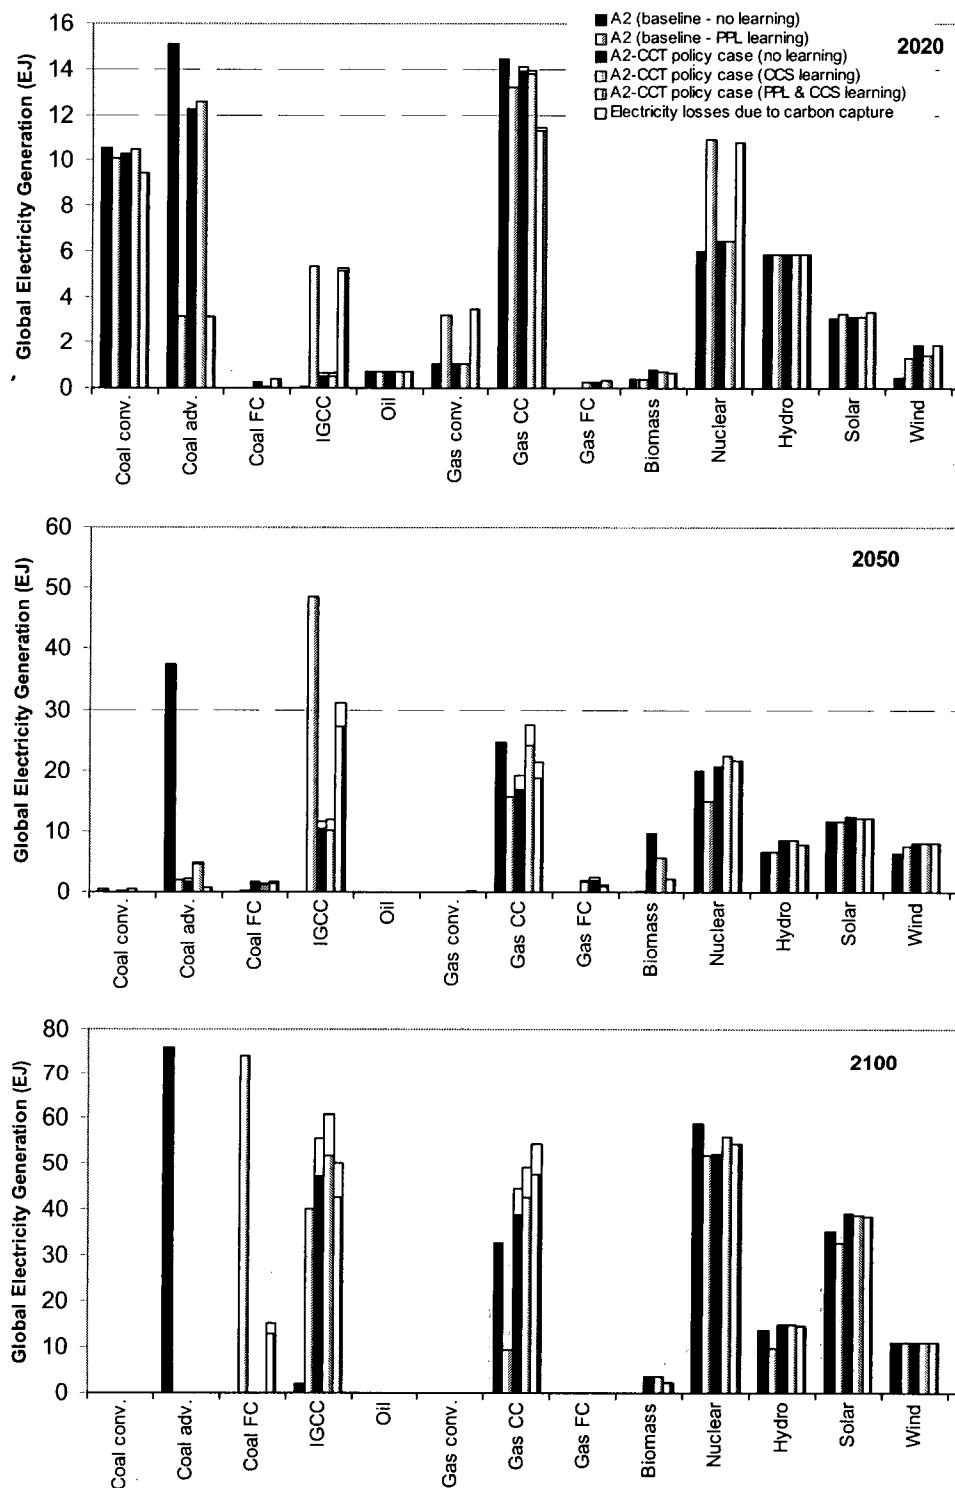 A2 (baseline - no learning)
A2 (baseline - PPL learning)
A2-CCT policy case (no learning)
A2-CCT policy case (CCS learning)
A2-CCT policy case (PPL & CCS learning)
Electricity losses due to carbon capture
2020
Global Electricity Generation (EJ)
16
14
12
10
8
6
4
2
0
Coal conv.
Coal adv.
Coal FC
IGCC
Oil
Gas conv.
Gas CC
Gas FC
Biomass
Nuclear
Hydro
Solar
Wind
2050
Global Electricity Generation (EJ)
60
50
40
30
20
10
0
Coal conv.
Coal adv.
Coal FC
IGCC
Oil
Gas conv.
Gas CC
Gas FC
Biomass
Nuclear
Hydro
Solar
Wind
2100
Global Electricity Generation (EJ)
80
70
60
50
40
30
20
10
0
Coal conv.
Coal adv.
Coal FC
IGCC
Oil
Gas conv.
Gas CC
Gas FC
Biomass
Nuclear
Hydro
Solar
Wind